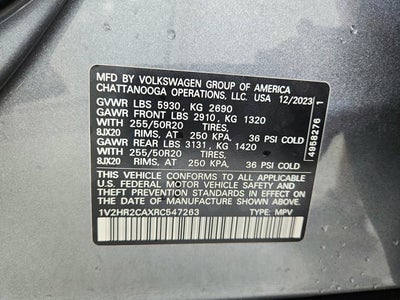 MFD. BY VOLKSWAGEN GROUP OF AMERICA
CHATTANOOGA OPERATIONS, LLC. USA 12/2023
GVWR LBS 5930, KG 2690
GAWR FRONT LBS 2910, KG 1320
WITH 255/50R20 TIRES,
8JX20 RIMS, AT 250 KPA. 36 PSI COLD
GAWR REAR LBS 3131, KG 1420
WITH 255/50R20 TIRES,
8JX20 RIMS, AT 250 KPA. 36 PSI COLD
THIS VEHICLE CONFORMS TO ALL APPLICABLE
U.S. FEDERAL MOTOR VEHICLE SAFETY AND
THEFT PREVENTION STANDARDS IN EFFECT ON
THE DATE OF MANUFACTURE SHOWN ABOVE.
1V2HR2CAXRC547263 TYPE: MPV
4958276 1